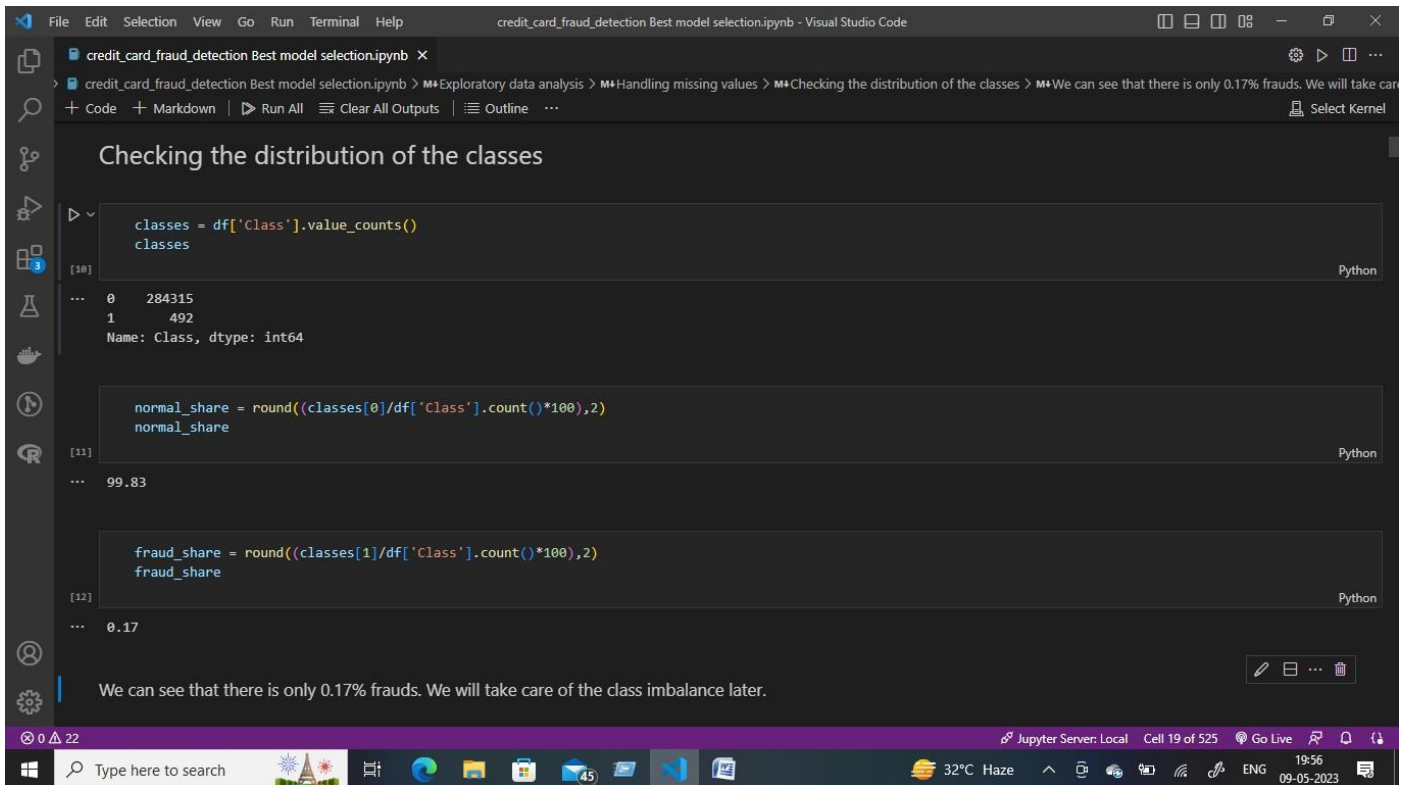 File Edit Selection View Go Run Terminal Help credit_card_fraud_detection Best model selection.ipynb - Visual Studio Code
credit_card_fraud_detection Best model selection.ipynb
credit_card_fraud_detection Best model selection.ipynb > M↓Exploratory data analysis > M↓Handling missing values > M↓Checking the distribution of the classes > M↓We can see that there is only 0.17% frauds. We will take car
+ Code + Markdown | Run All Clear All Outputs | Outline ... Select Kernel
Checking the distribution of the classes
classes = df['Class'].value_counts()
classes
[10] Python
... 0 284315
1 492
Name: Class, dtype: int64
normal_share = round((classes[0]/df['Class'].count()*100),2)
normal_share
[11] Python
... 99.83
fraud_share = round((classes[1]/df['Class'].count()*100),2)
fraud_share
[12] Python
... 0.17
We can see that there is only 0.17% frauds. We will take care of the class imbalance later.
3
0 22 Jupyter Server: Local Cell 19 of 525 Go Live
Type here to search 45 32°C Haze ENG 19:56
09-05-2023